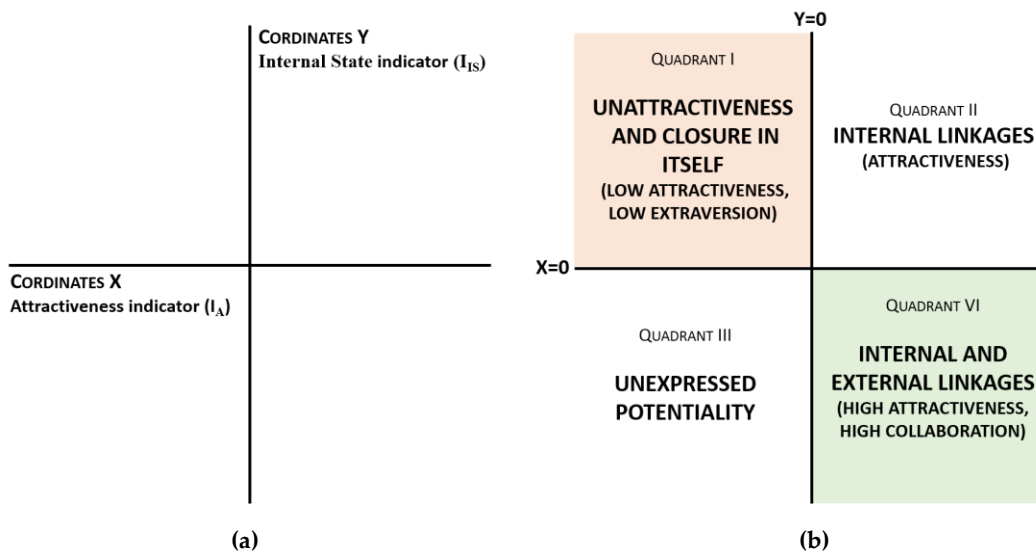 CORDINATES Y
Internal State indicator (I_IS)
CORDINATES X
Attractiveness indicator (I_A)
(a)
Y=0
QUADRANT I
UNATTRACTIVENESS
AND CLOSURE IN
ITSELF
(LOW ATTRACTIVENESS,
LOW EXTRAVERSION)
QUADRANT II
INTERNAL LINKAGES
(ATTRACTIVENESS)
X=0
QUADRANT III
UNEXPRESSED
POTENTIALITY
QUADRANT VI
INTERNAL AND
EXTERNAL LINKAGES
(HIGH ATTRACTIVENESS,
HIGH COLLABORATION)
(b)